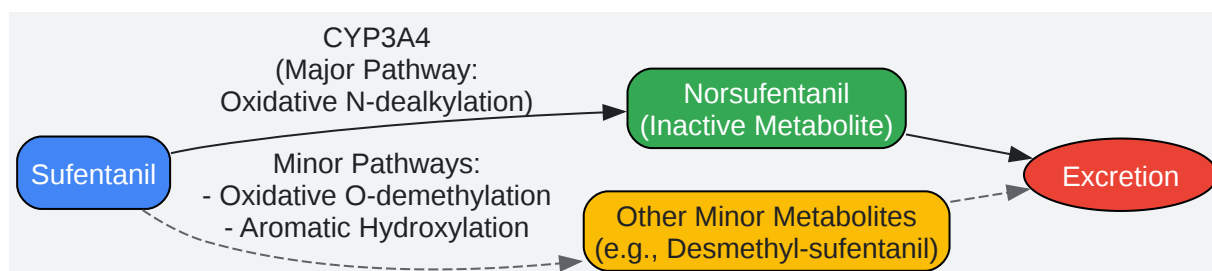 CYP3A4
(Major Pathway:
Oxidative N-dealkylation)
Norsufentanil
(Inactive Metabolite)
Sufentanil
Minor Pathways:
- Oxidative O-demethylation
- Aromatic Hydroxylation
Excretion
Other Minor Metabolites
(e.g., Desmethyl-sufentanil)